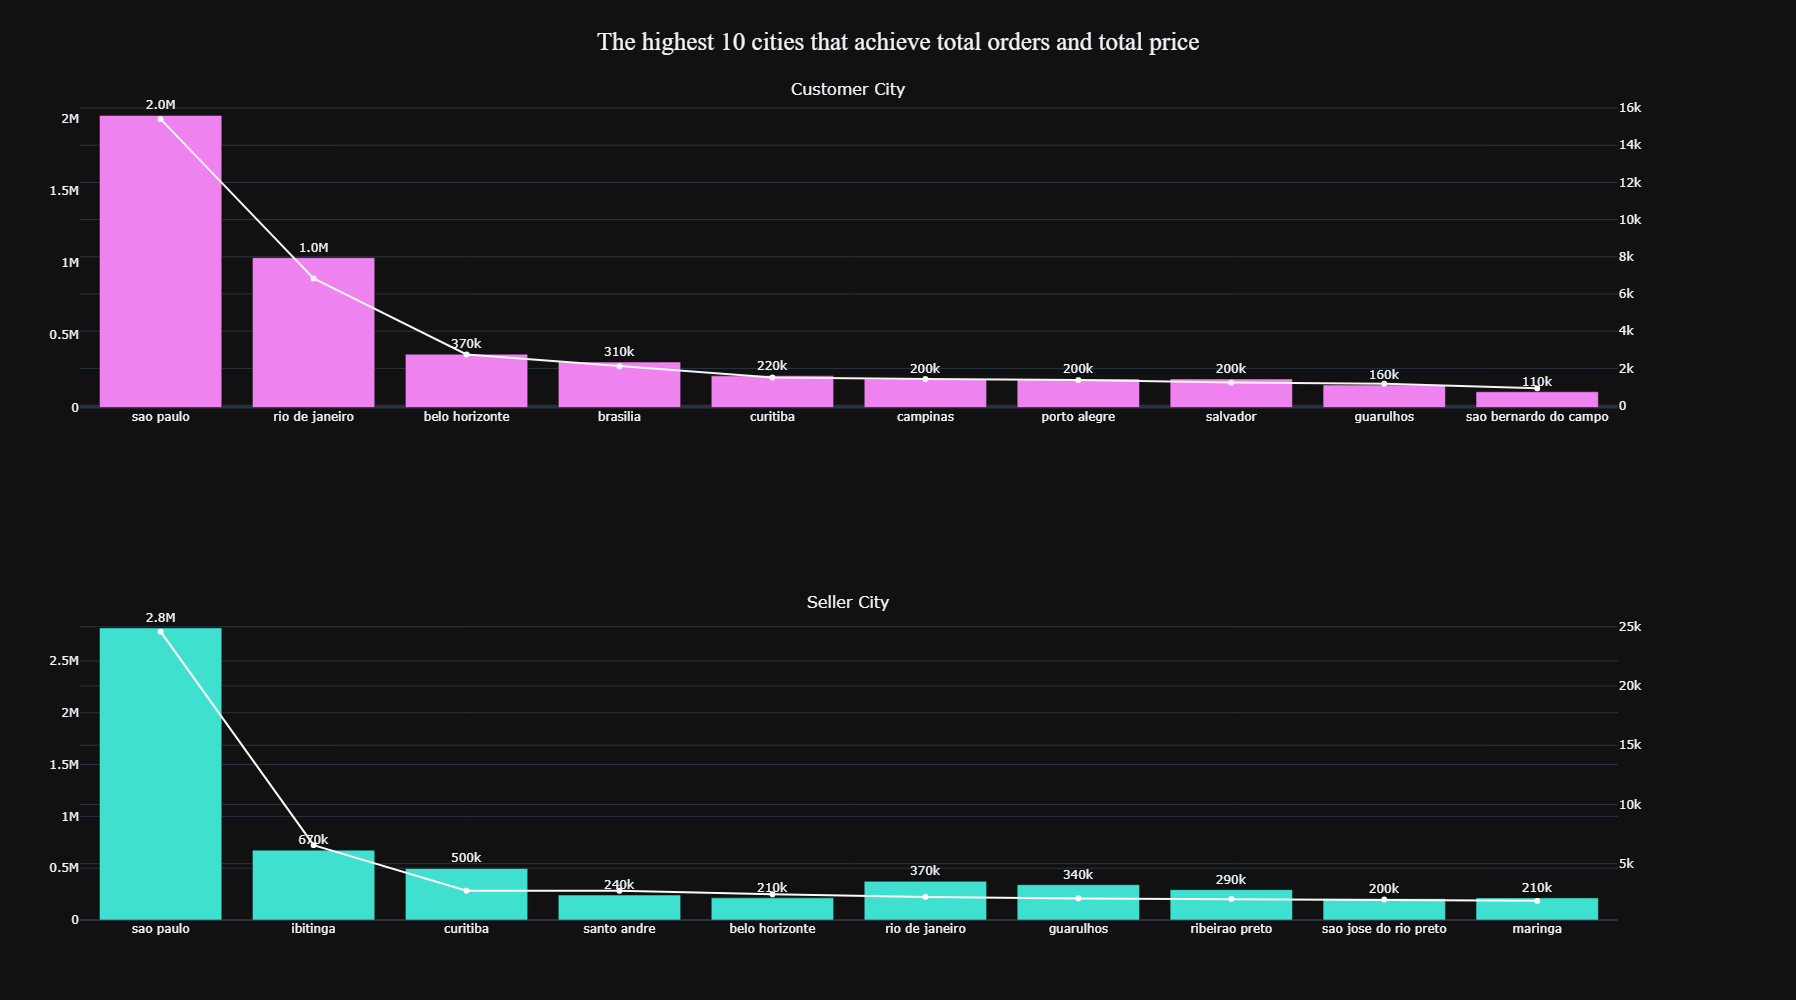 The highest 10 cities that achieve total orders and total price
Customer City
2.0M
1.0M
370k
310k
220k
200k
200k
200k
160k
110k
2M
1.5M
1M
0.5M
0
16k
14k
12k
10k
8k
6k
4k
2k
0
sao paulo
rio de janeiro
belo horizonte
brasilia
curitiba
campinas
porto alegre
salvador
guarulhos
sao bernardo do campo
Seller City
2.8M
670k
500k
240k
210k
370k
340k
290k
200k
210k
2.5M
2M
1.5M
1M
0.5M
0
25k
20k
15k
10k
5k
sao paulo
ibitinga
curitiba
santo andre
belo horizonte
rio de janeiro
guarulhos
ribeirao preto
sao jose do rio preto
maringa